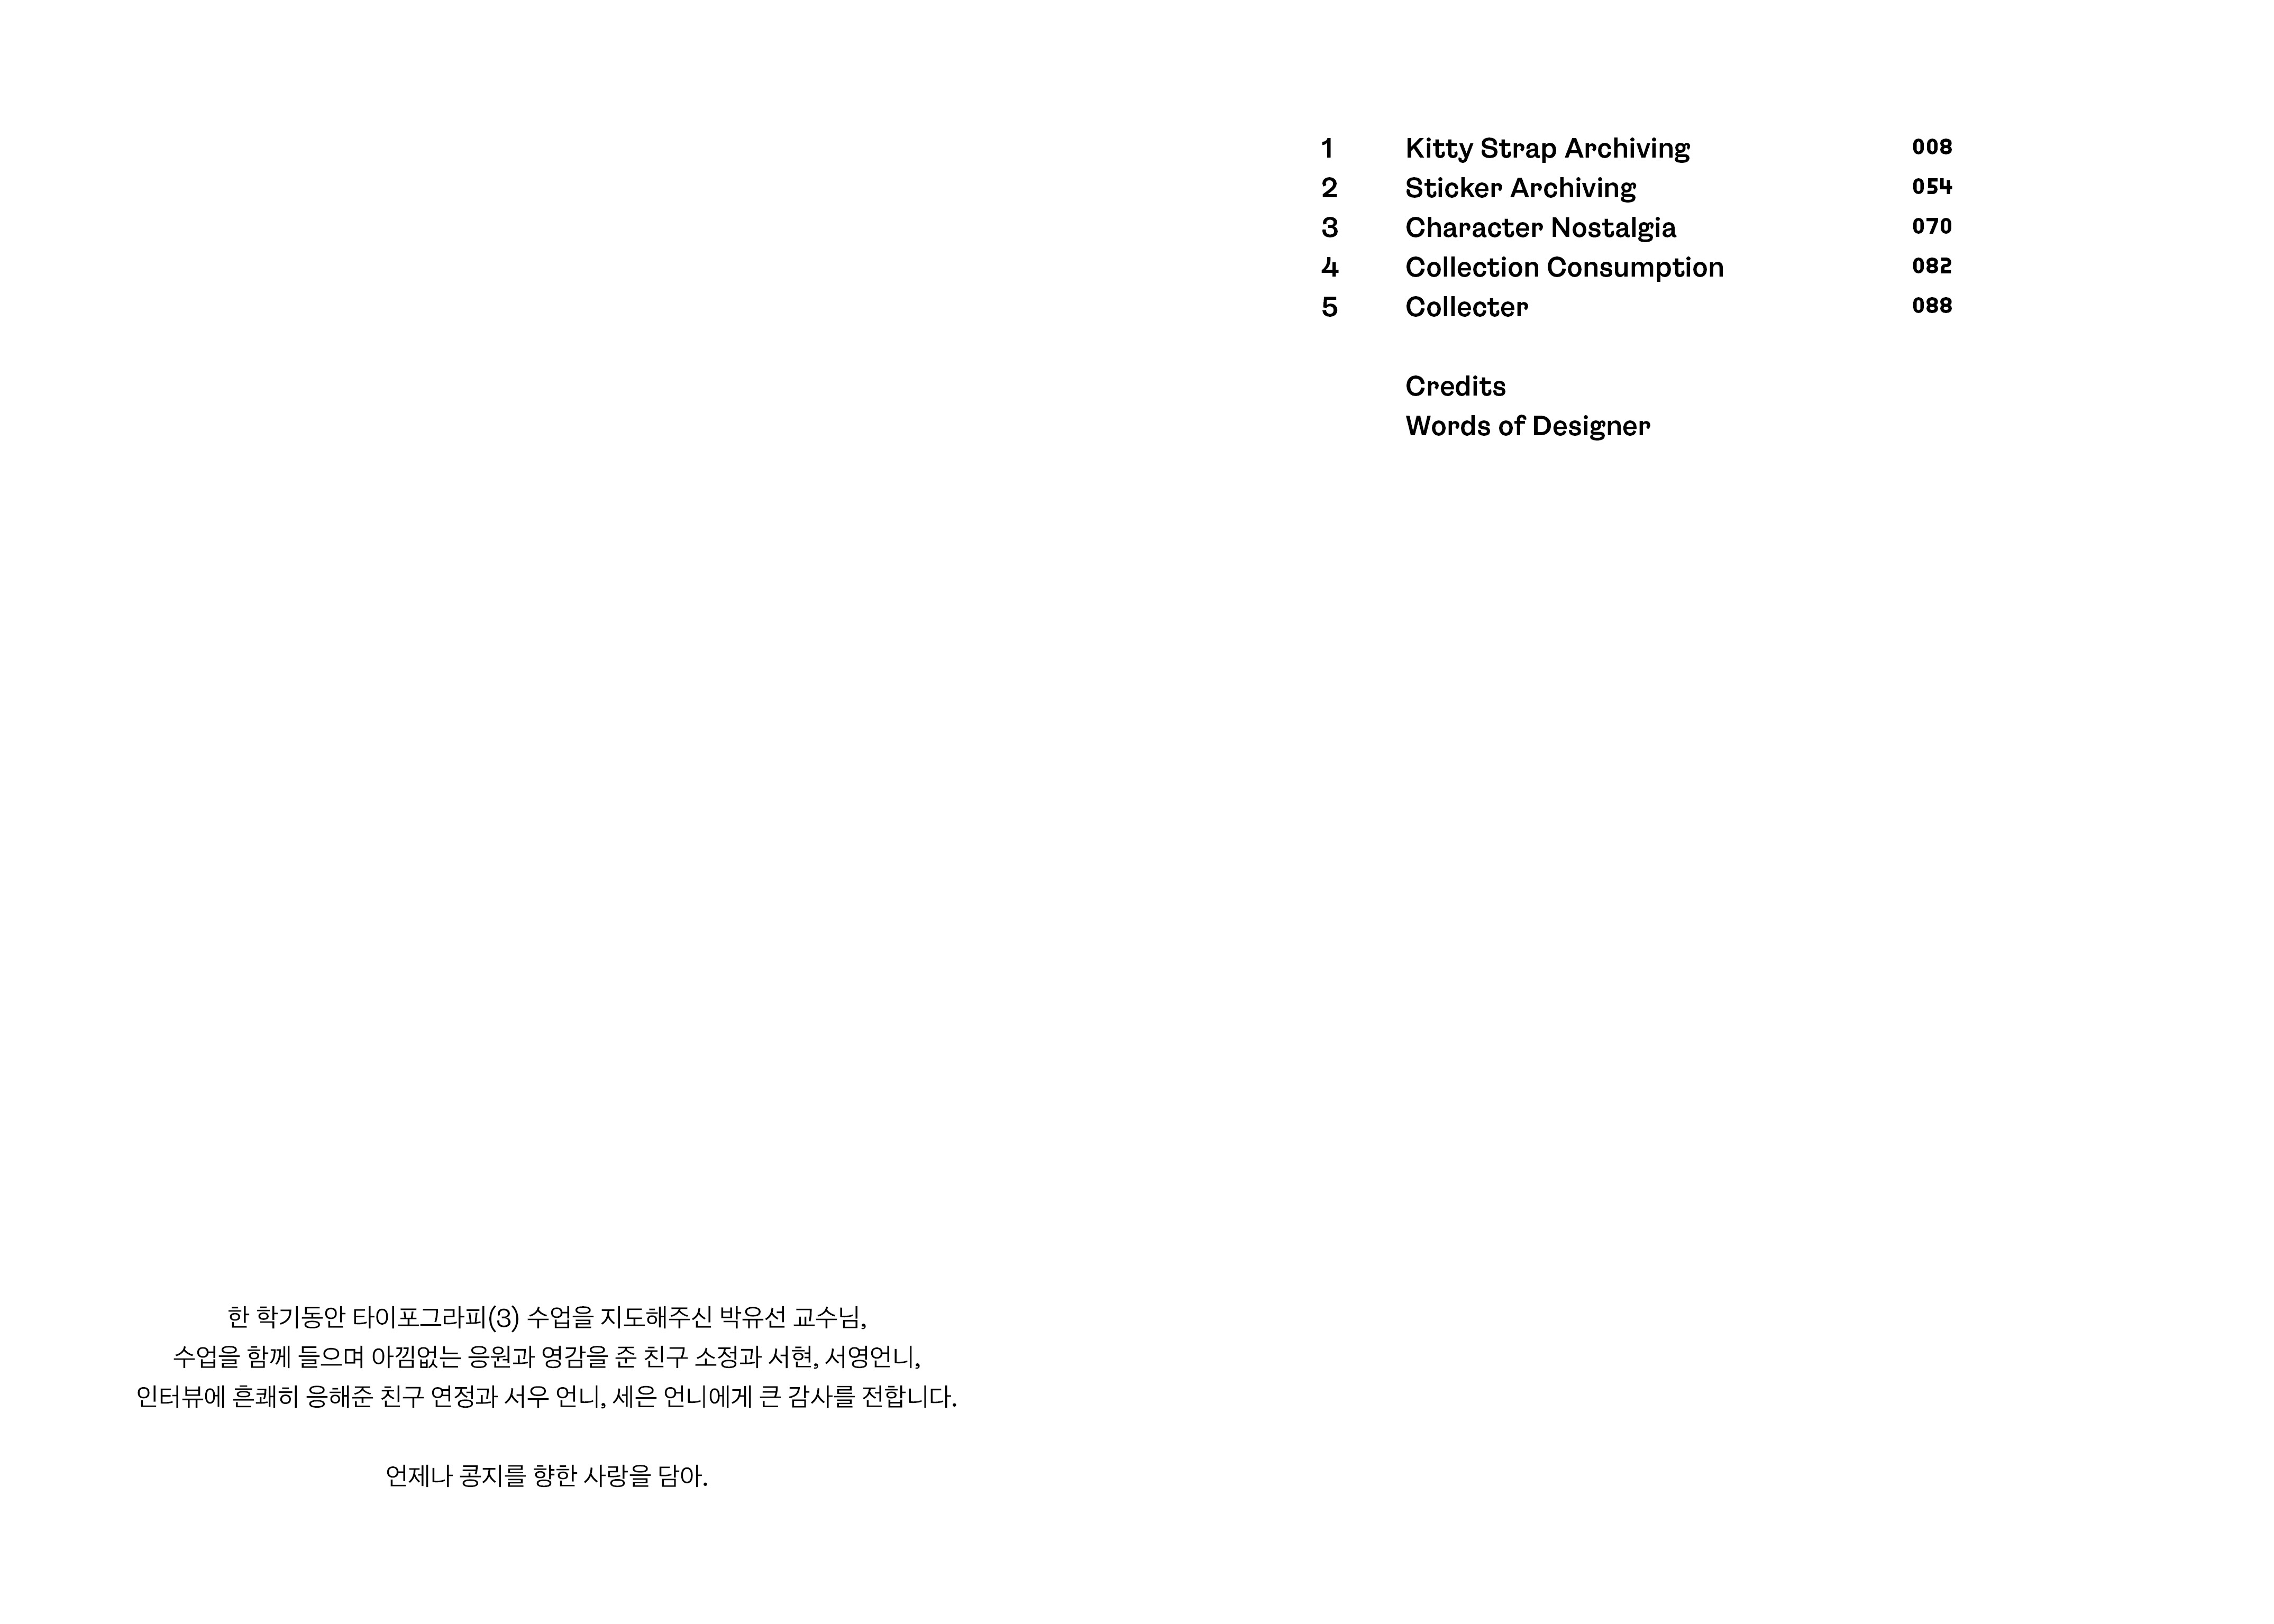 한 학기동안 타이포그라피(3) 수업을 지도해주신 박유선 교수님,
수업을 함께 들으며 아낌없는 응원과 영감을 준 친구 소정과 서현, 서영언니,
인터뷰에 흔쾌히 응해준 친구 연정과 서우 언니, 세은 언니에게 큰 감사를 전합니다.
언제나 콩지를 향한 사랑을 담아.
1 Kitty Strap Archiving 008
2 Sticker Archiving 054
3 Character Nostalgia 070
4 Collection Consumption 082
5 Collecter 088
Credits
Words of Designer